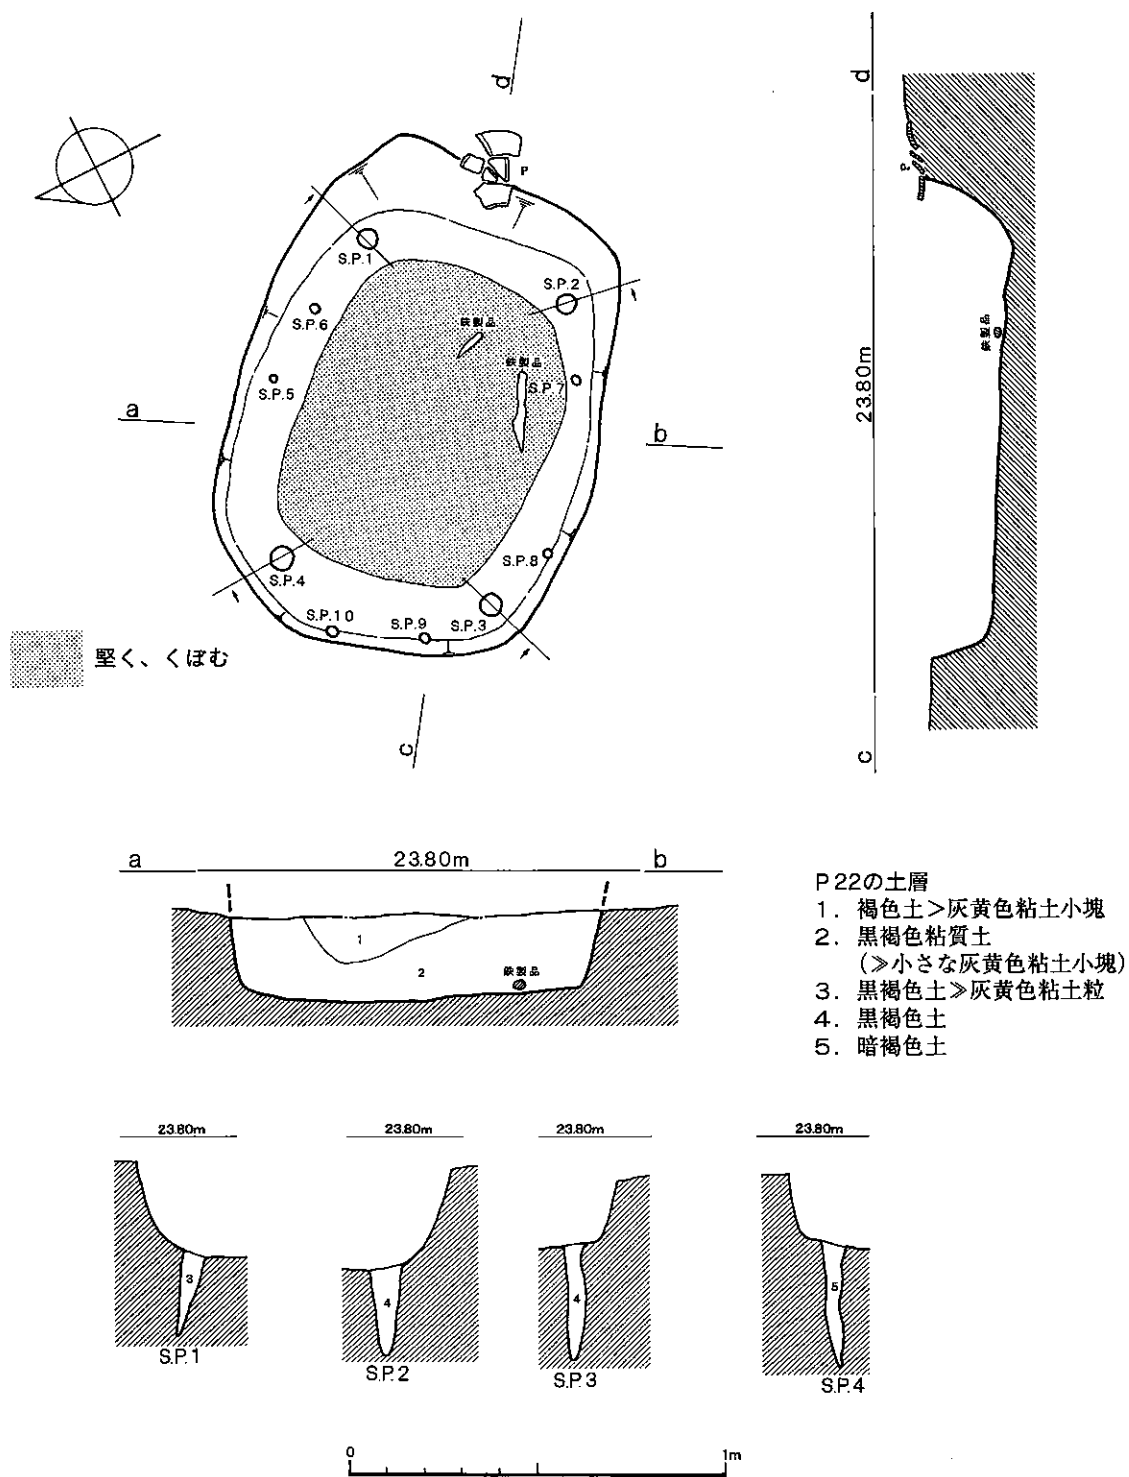 d
P
S.P.1
S.P.2
S.P.6
鉄製品
鉄製品
S.P.5
S.P.7
a
b
S.P.8
S.P.4
S.P.10
S.P.9
S.P.3
堅く、くぼむ
c
d
P
鉄製品
23.80m
c
a 23.80m b
1
2
鉄製品
P22の土層
1. 褐色土>灰黄色粘土小塊
2. 黒褐色粘質土
(≫小さな灰黄色粘土小塊)
3. 黒褐色土≫灰黄色粘土粒
4. 黒褐色土
5. 暗褐色土
23.80m 23.80m 23.80m 23.80m
3
4
4
5
S.P.1
S.P.2
S.P.3
S.P.4
0 1m